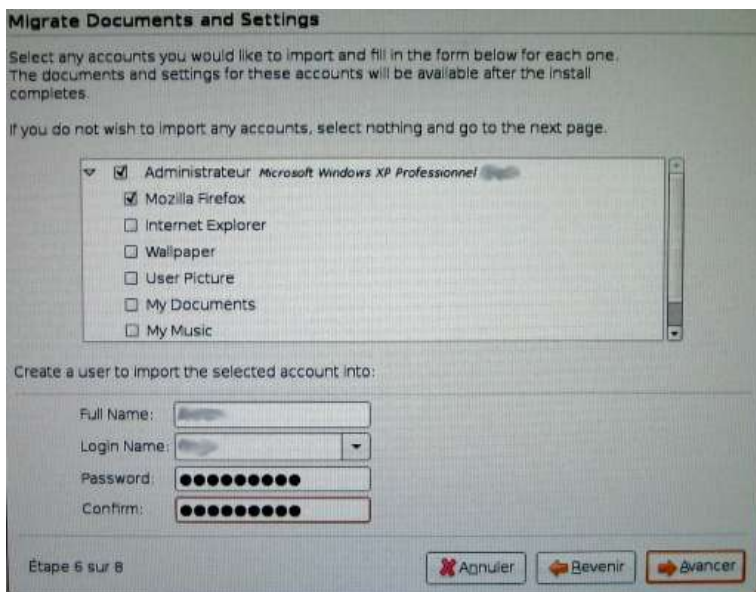 Migrate Documents and Settings
Select any accounts you would like to import and fill in the form below for each one.
The documents and settings for these accounts will be available after the install
completes.
If you do not wish to import any accounts, select nothing and go to the next page.
Administrateur Microsoft Windows XP Professionnel
Mozilla Firefox
Internet Explorer
Wallpaper
User Picture
My Documents
My Music
Create a user to import the selected account into:
Full Name:
Login Name:
Password:
Confirm:
Étape 6 sur 8
Annuler
Revenir
Avancer